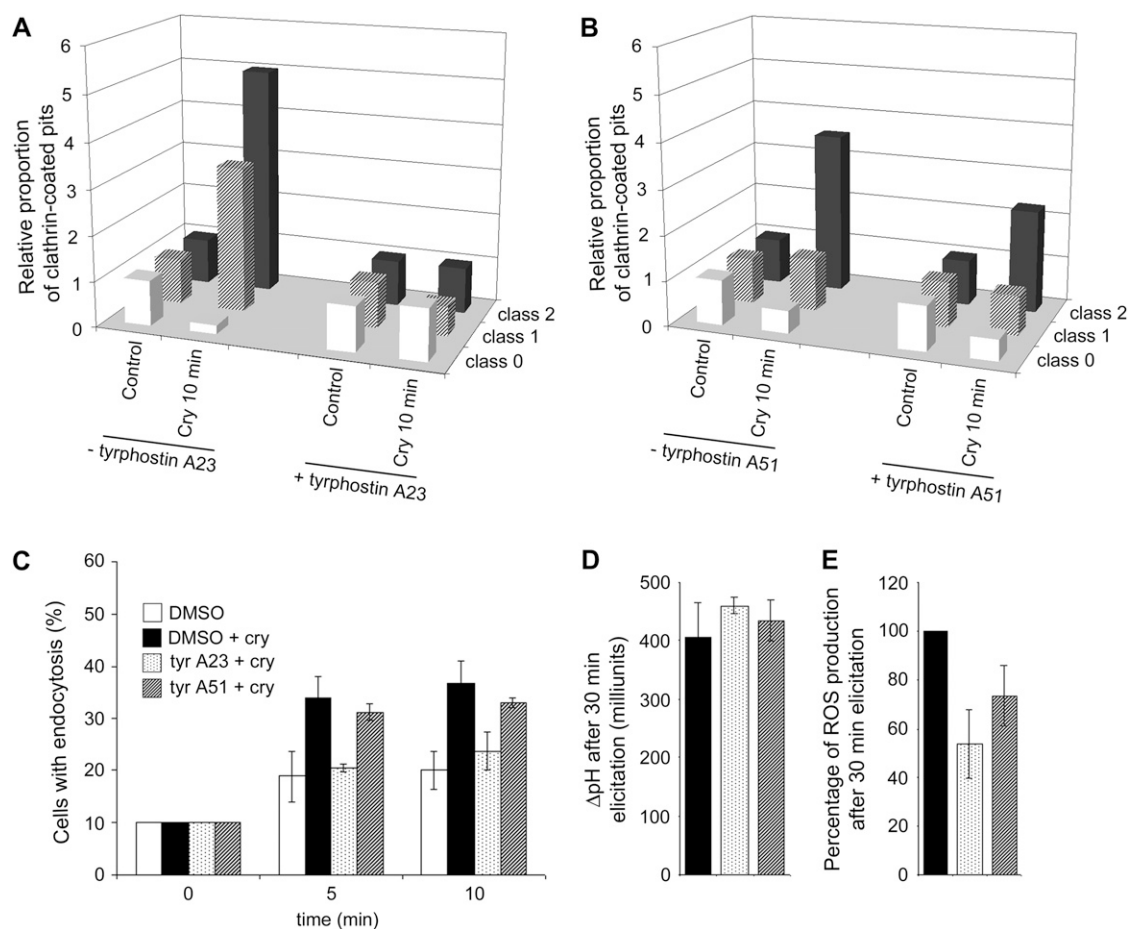 A
Relative proportion
of clathrin-coated pits
6
5
4
3
2
1
0
class 2
class 1
class 0
Control
Cry 10 min
Control
Cry 10 min
- tyrphostin A23
+ tyrphostin A23
B
Relative proportion
of clathrin-coated pits
6
5
4
3
2
1
0
class 2
class 1
class 0
Control
Cry 10 min
Control
Cry 10 min
- tyrphostin A51
+ tyrphostin A51
C
Cells with endocytosis (%)
60
50
40
30
20
10
0
DMSO
DMSO + cry
tyr A23 + cry
tyr A51 + cry
0
5
10
time (min)
D
ΔpH after 30 min
elicitation (milliunits)
500
400
300
200
100
0
E
Percentage of ROS production
after 30 min elicitation
120
100
80
60
40
20
0